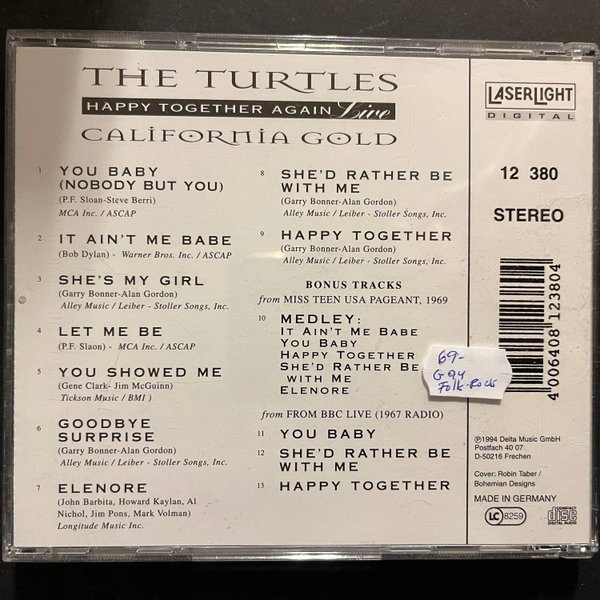 THE TURTLES
HAPPY TOGETHER AGAIN Live
CALIFORNIA GOLD
1 YOU BABY
(NOBODY BUT YOU)
(P.F. Sloan-Steve Berri)
MCA Inc. / ASCAP
2 IT AIN'T ME BABE
(Bob Dylan) - Warner Bros. Inc. / ASCAP
3 SHE'S MY GIRL
(Garry Bonner-Alan Gordon)
Alley Music / Leiber - Stoller Songs, Inc.
4 LET ME BE
(P.F. Slaon) - MCA Inc. / ASCAP
5 YOU SHOWED ME
(Gene Clark- Jim McGuinn)
Tickson Music / BMI )
6 GOODBYE
SURPRISE
(Garry Bonner-Alan Gordon)
Alley Music / Leiber - Stoller Songs, Inc.
7 ELENORE
(John Barbita, Howard Kaylan, Al
Nichol, Jim Pons, Mark Volman)
Longitude Music Inc.
8 SHE'D RATHER BE
WITH ME
(Garry Bonner-Alan Gordon)
Alley Music / Leiber - Stoller Songs, Inc.
9 HAPPY TOGETHER
(Garry Bonner-Alan Gordon)
Alley Music / Leiber - Stoller Songs, Inc.
BONUS TRACKS
from MISS TEEN USA PAGEANT, 1969
10 MEDLEY:
IT AIN'T ME BABE
YOU BABY
HAPPY TOGETHER
SHE'D RATHER BE
WITH ME
ELENORE
from FROM BBC LIVE (1967 RADIO)
11 YOU BABY
12 SHE'D RATHER BE
WITH ME
13 HAPPY TOGETHER
69-
G94
Folk-Rock
LASERLIGHT
DIGITAL
12 380
STEREO
4 006408 123804
℗1994 Delta Music GmbH
Postfach 40 07
D-50216 Frechen
Cover: Robin Taber /
Bohemian Designs
MADE IN GERMANY
LC 8259
COMPACT
disc
DIGITAL AUDIO